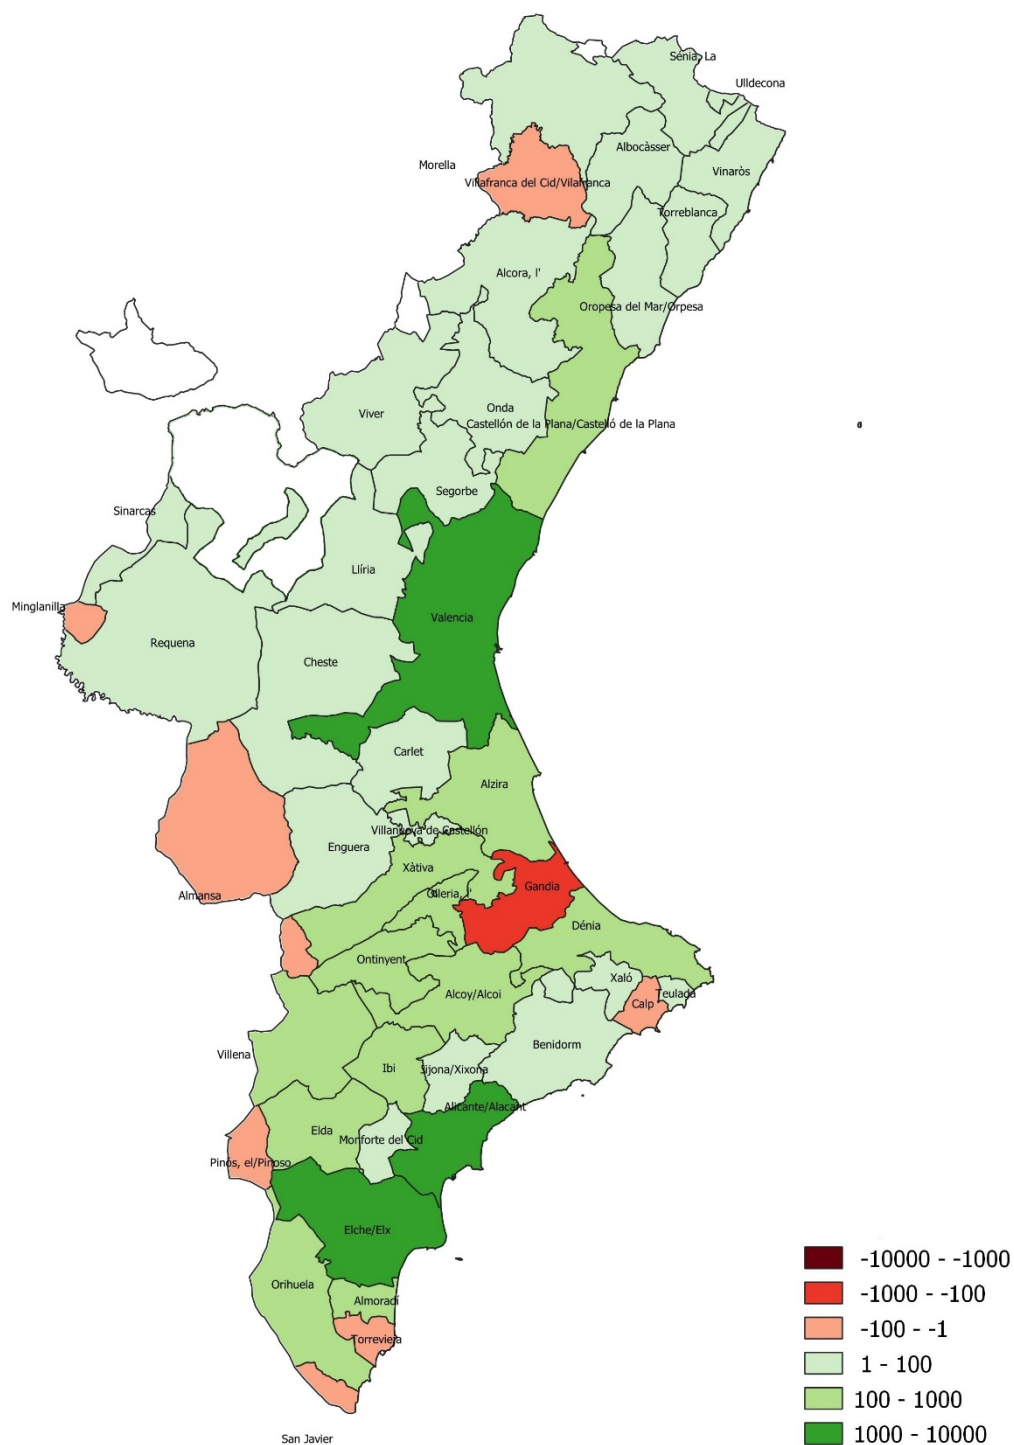 Sénia, La
Ulldecona
Albocàsser
Morella
Vinaròs
Villafranca del Cid/Vilafranca
Torreblanca
Alcora, l'
Oropesa del Mar/Orpesa
Onda
Viver
Castellón de la Plana/Castelló de la Plana
Segorbe
Sinarcas
Llíria
Minglanilla
Valencia
Requena
Cheste
Carlet
Alzira
Villanueva de Castellón
Enguera
Xàtiva
Gandia
Almansa
Olleria, l'
Dénia
Ontinyent
Xaló
Alcoy/Alcoi
Teulada
Calp
Benidorm
Villena
Ibi
Jijona/Xixona
Alicante/Alacant
Elda
Monforte del Cid
Pinós, el/Pinoso
Elche/Elx
Orihuela
Almoradí
Torrevieja
San Javier
-10000 - -1000
-1000 - -100
-100 - -1
1 - 100
100 - 1000
1000 - 10000